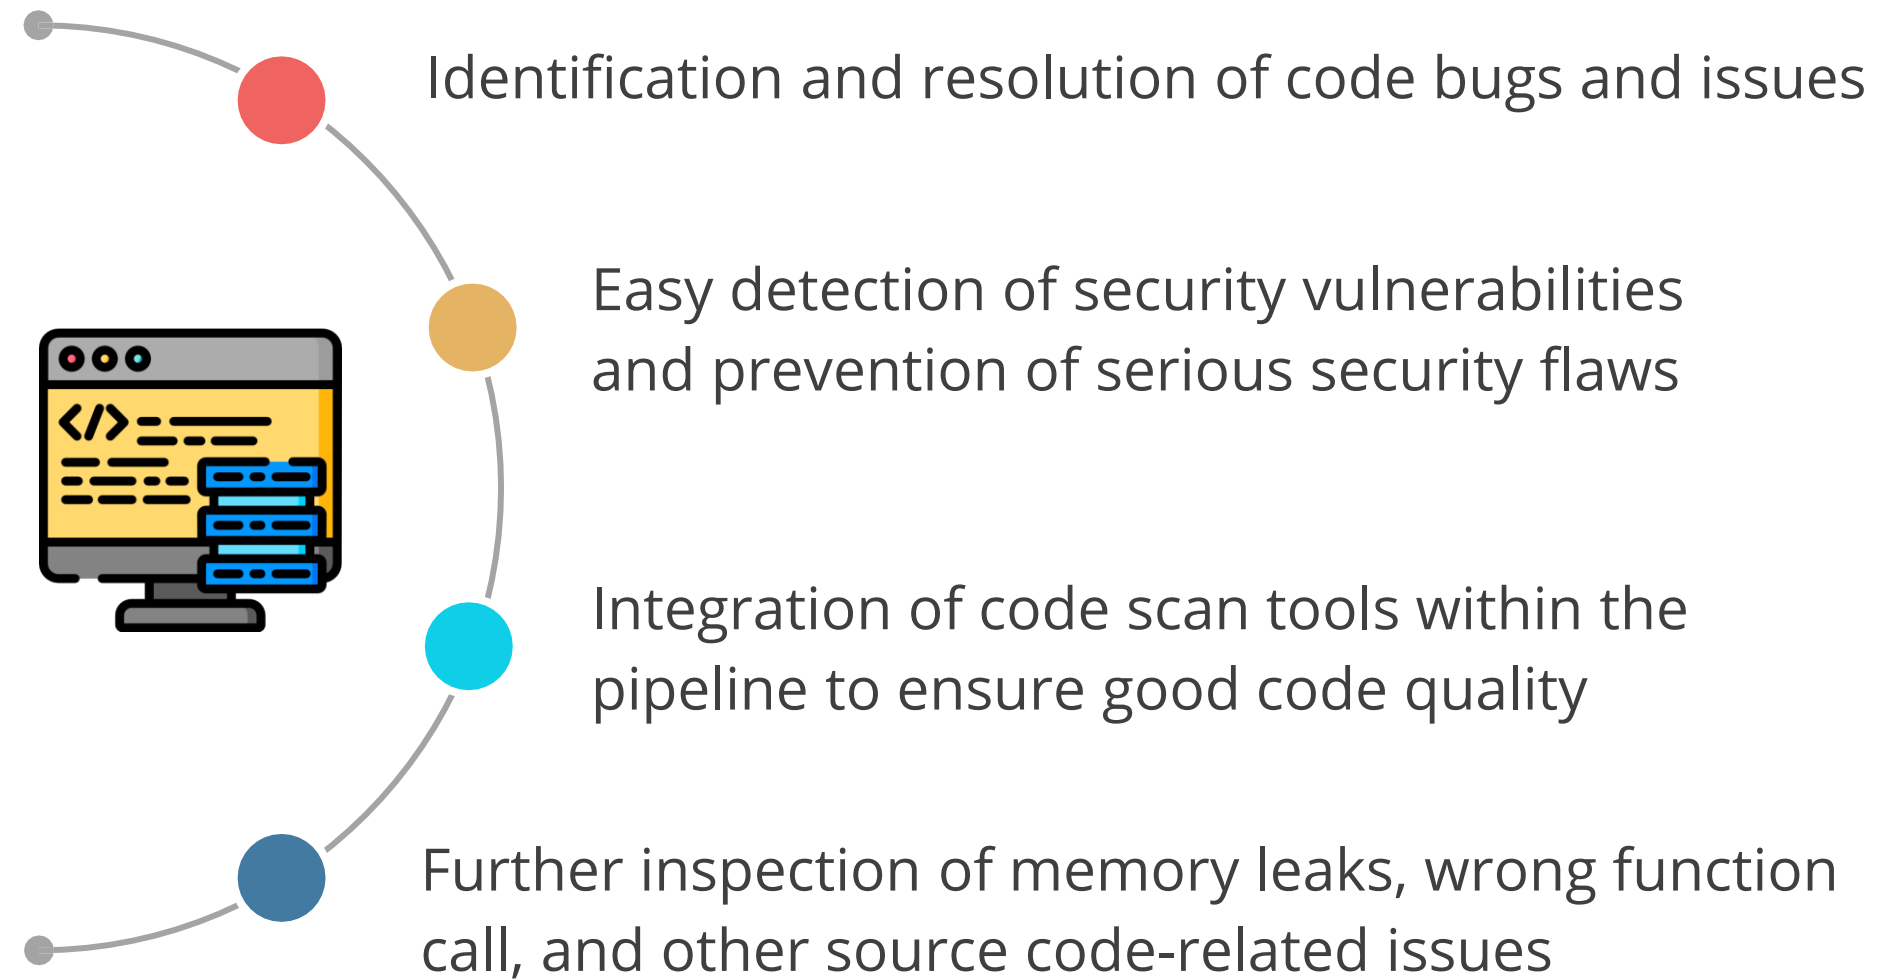 Identification and resolution of code bugs and issues
Easy detection of security vulnerabilities
and prevention of serious security flaws
</>
Integration of code scan tools within the
pipeline to ensure good code quality
Further inspection of memory leaks, wrong function
call, and other source code-related issues